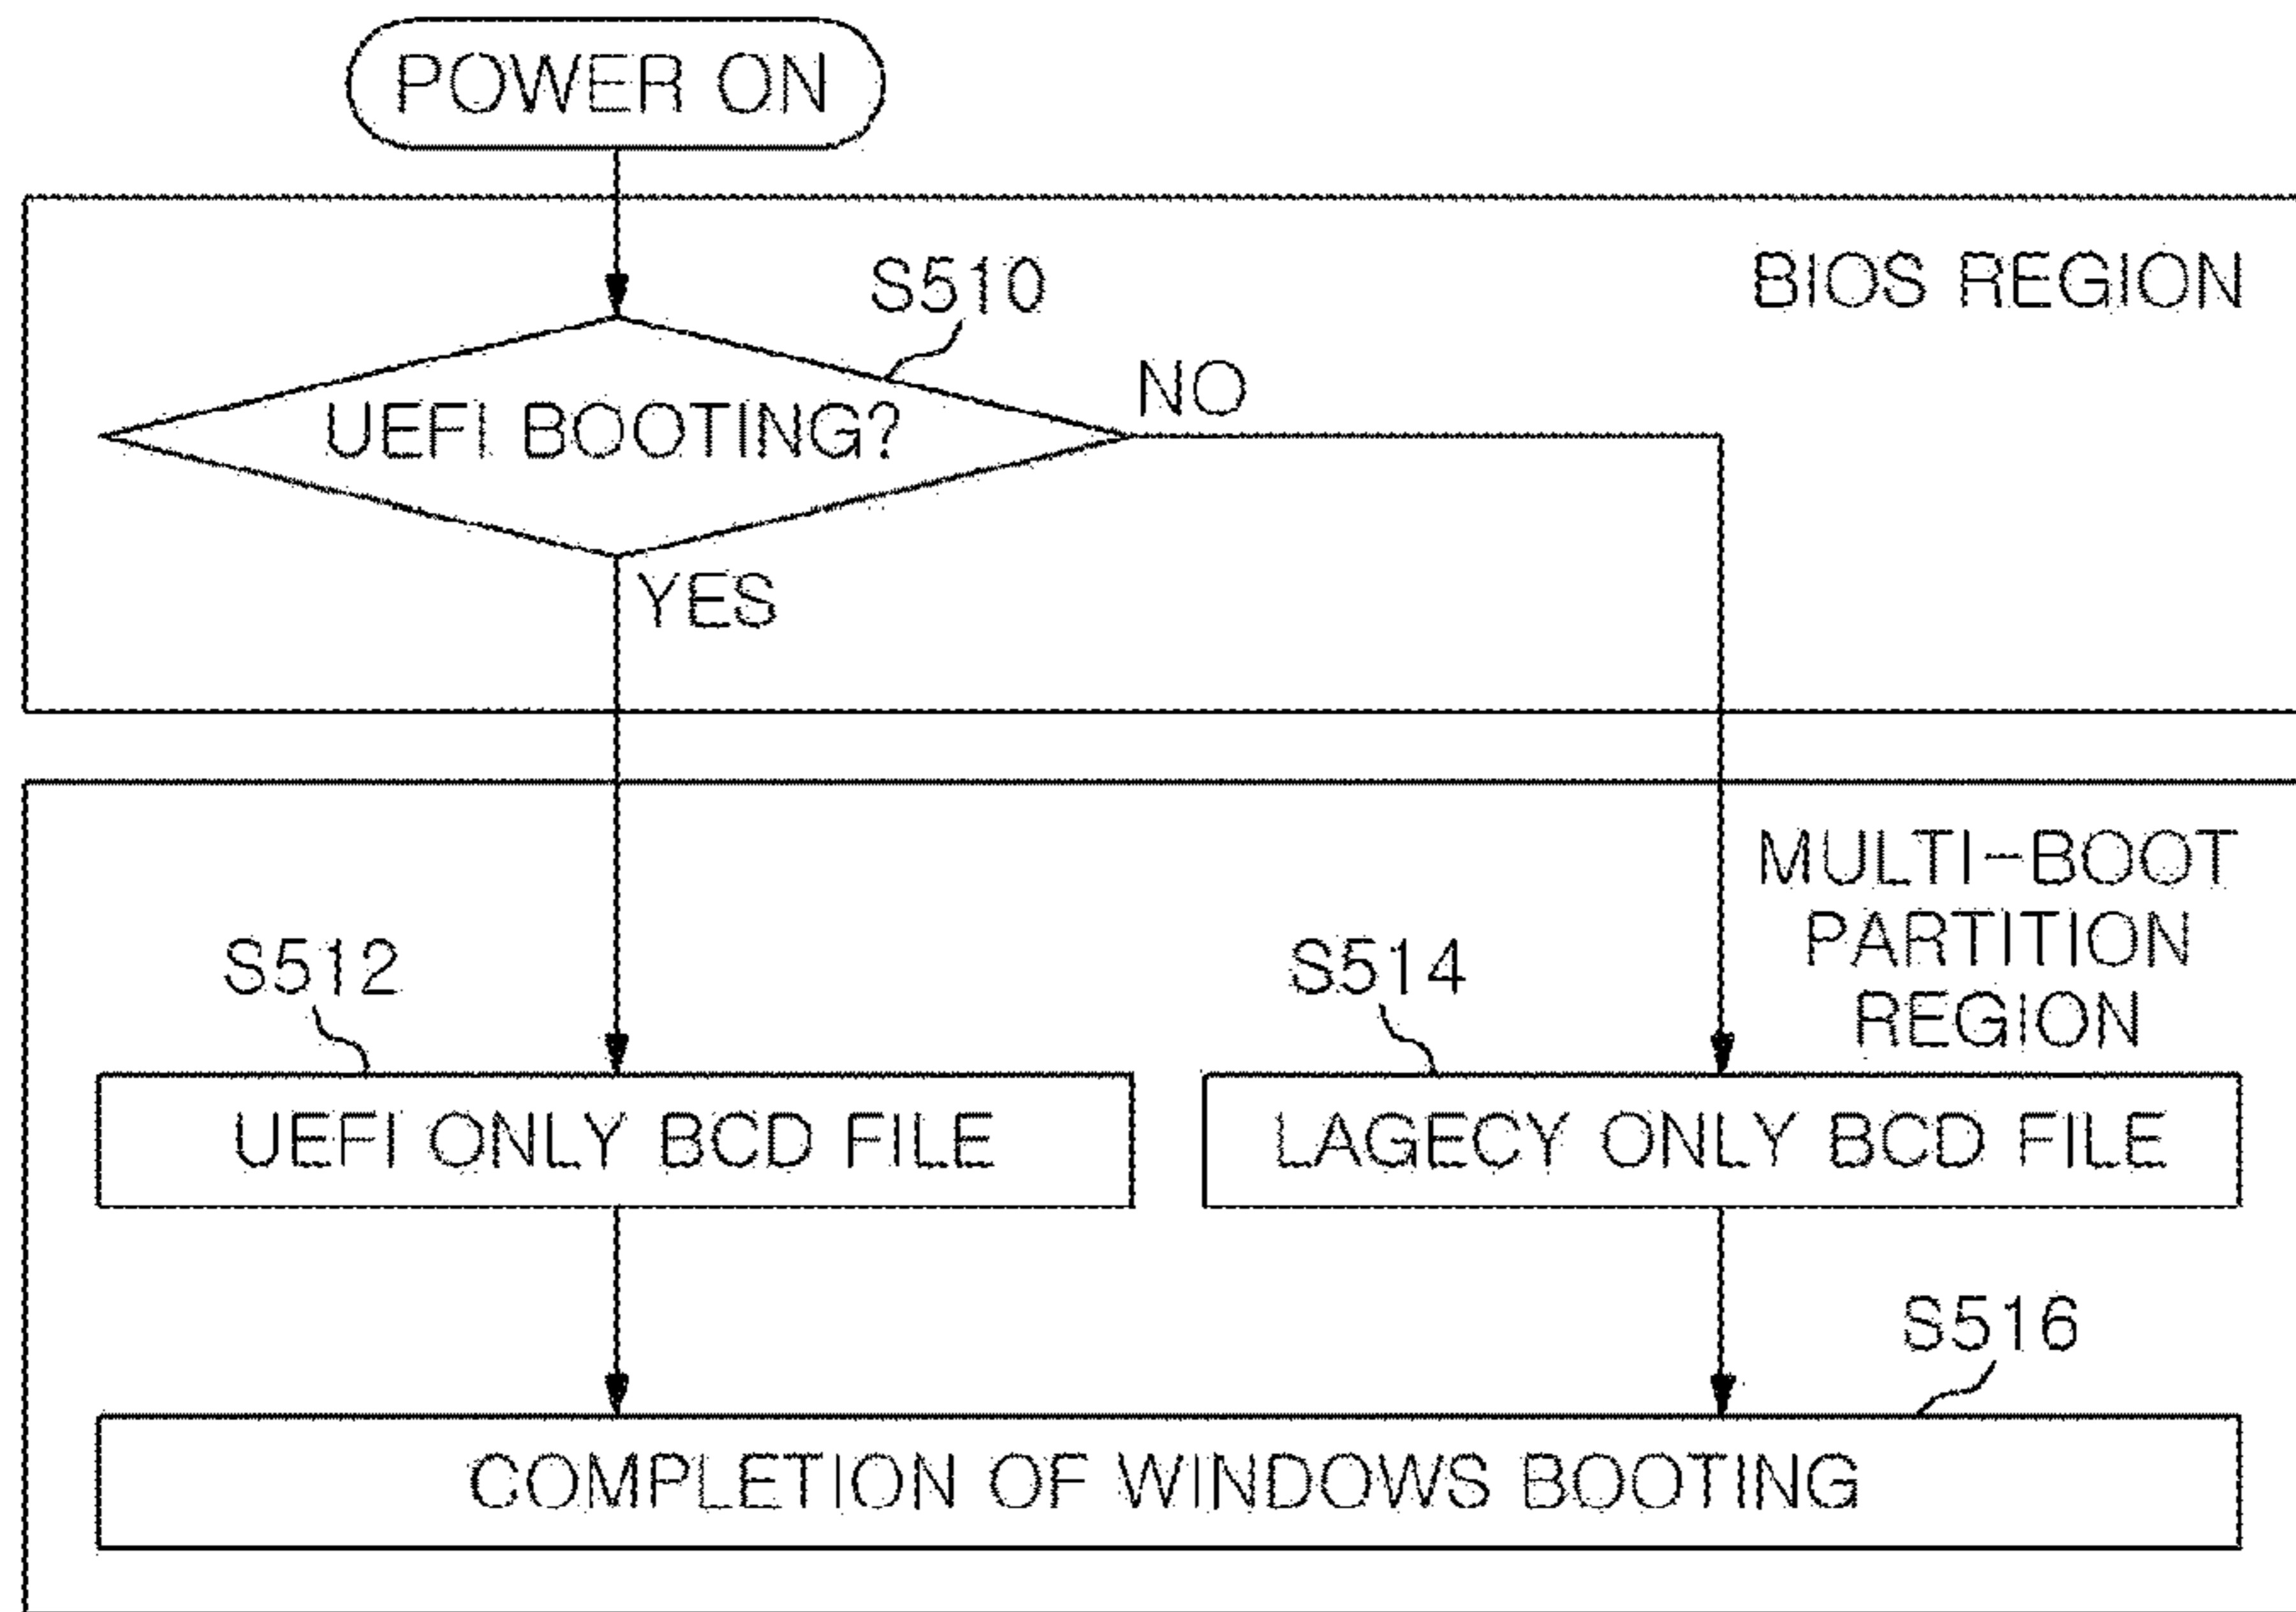 POWER ON
BIOS REGION
S510
UEFI BOOTING?
NO
YES
MULTI-BOOT
PARTITION
REGION
S512
S514
UEFI ONLY BCD FILE
LAGECY ONLY BCD FILE
S516
COMPLETION OF WINDOWS BOOTING